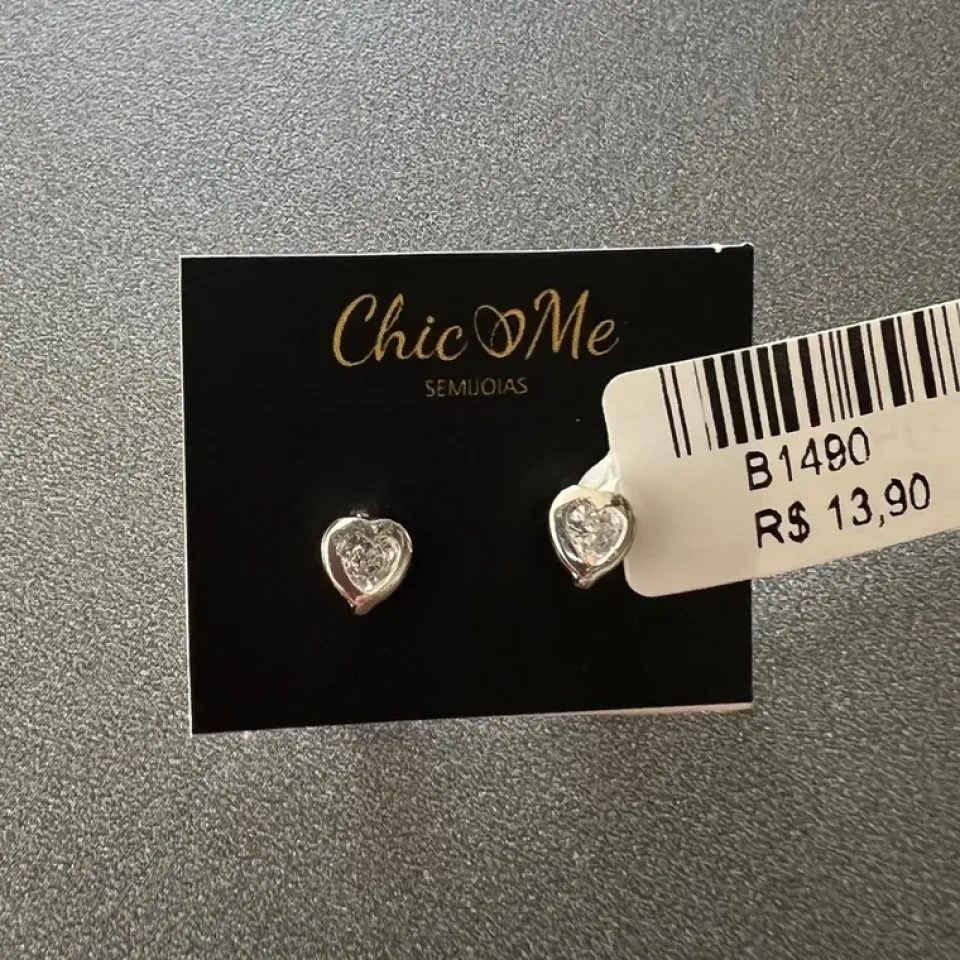 Chic Me
SEMIJOIAS
B1490
R$ 13,90